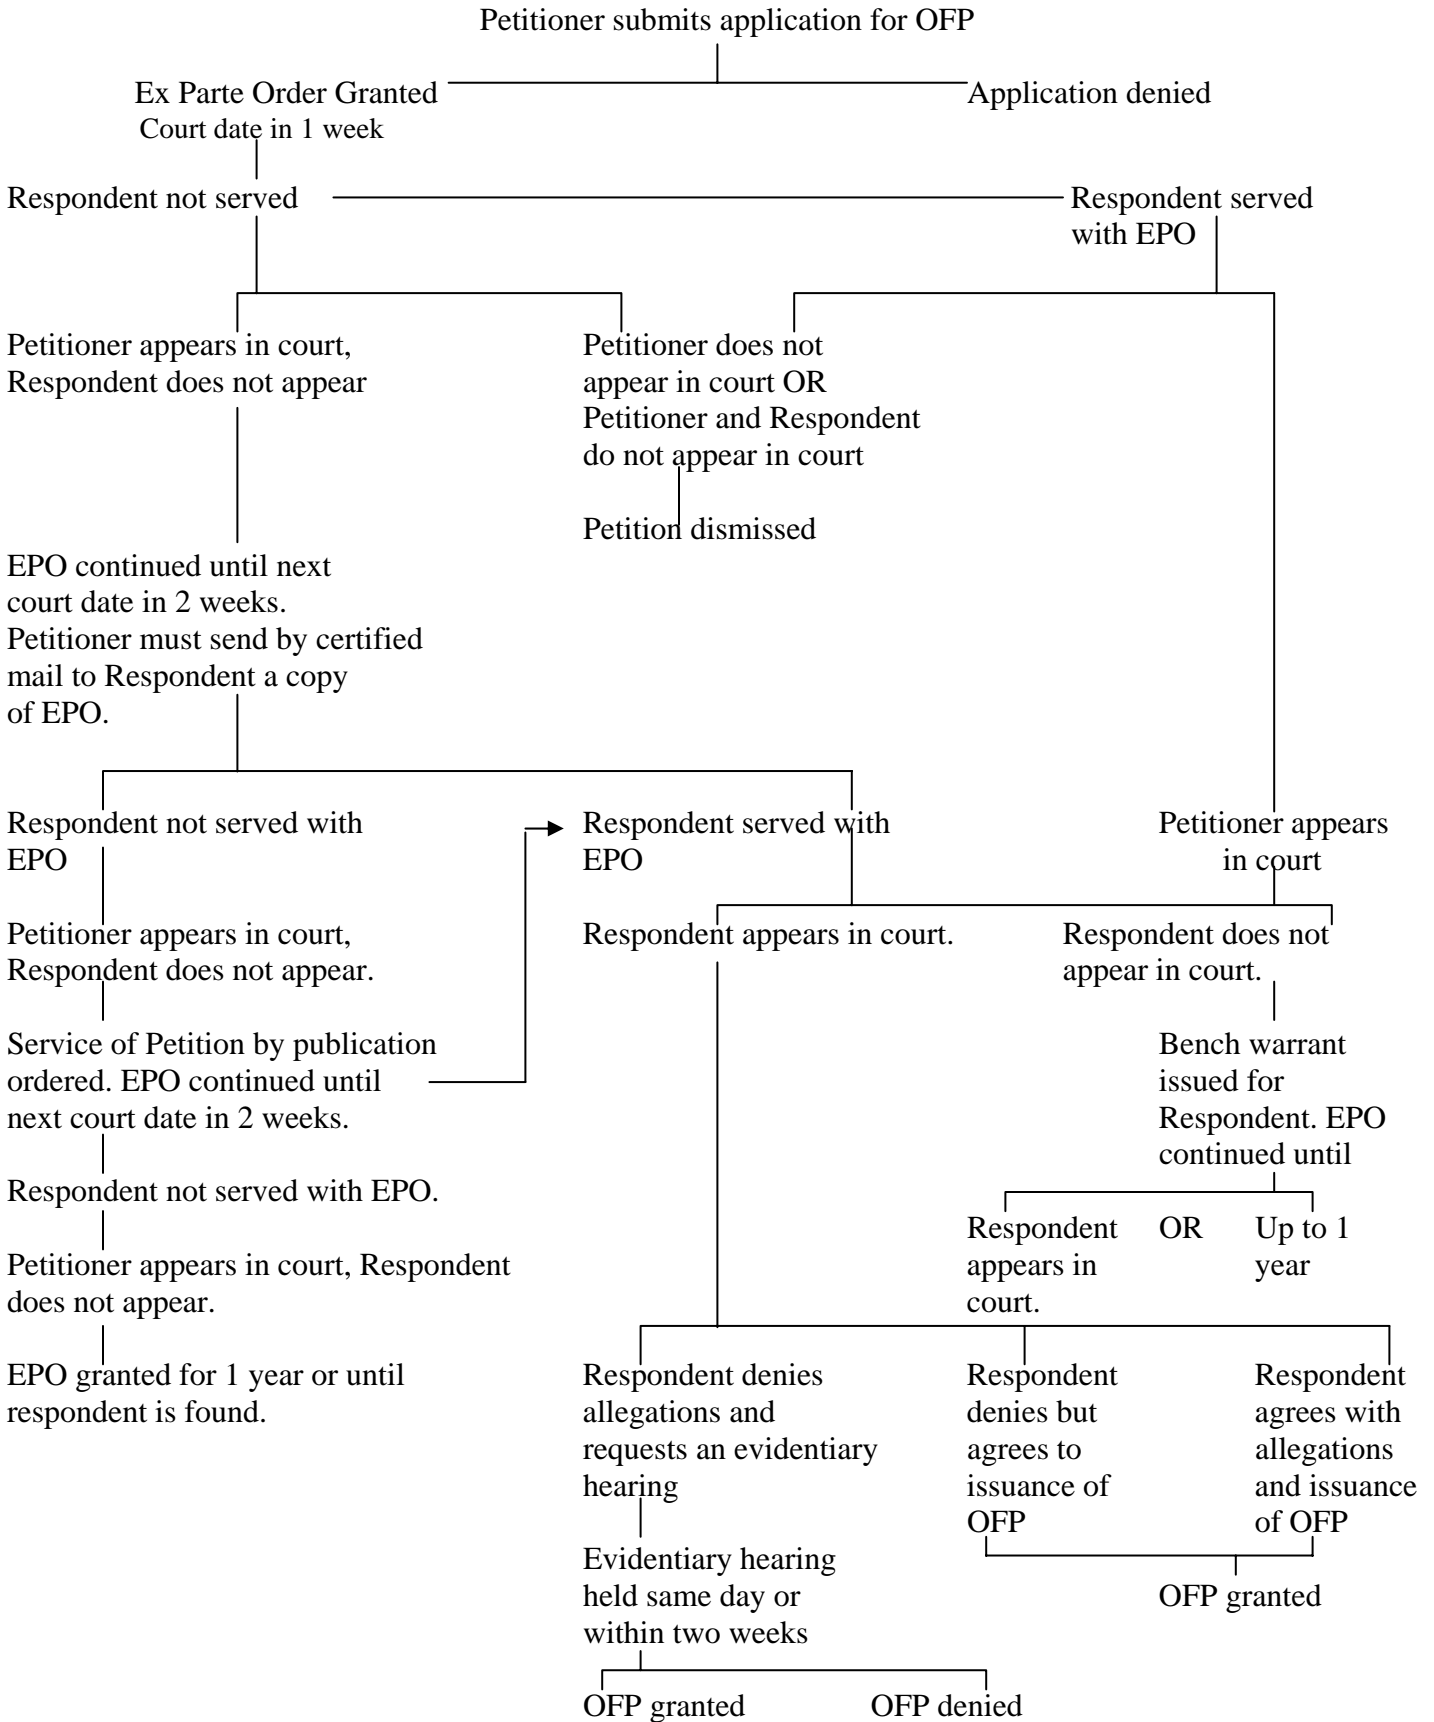 Petitioner submits application for OFP
Ex Parte Order Granted
Court date in 1 week
Application denied
Respondent not served
Respondent served
with EPO
Petitioner appears in court,
Respondent does not appear
Petitioner does not
appear in court OR
Petitioner and Respondent
do not appear in court
Petition dismissed
EPO continued until next
court date in 2 weeks.
Petitioner must send by certified
mail to Respondent a copy
of EPO.
Respondent not served with
EPO
Respondent served with
EPO
Petitioner appears
in court
Petitioner appears in court,
Respondent does not appear.
Respondent appears in court.
Respondent does not
appear in court.
Service of Petition by publication
ordered. EPO continued until
next court date in 2 weeks.
Bench warrant
issued for
Respondent. EPO
continued until
Respondent not served with EPO.
Respondent
appears in
court.
OR
Up to 1
year
Petitioner appears in court, Respondent
does not appear.
EPO granted for 1 year or until
respondent is found.
Respondent denies
allegations and
requests an evidentiary
hearing
Respondent
denies but
agrees to
issuance of
OFP
Respondent
agrees with
allegations
and issuance
of OFP
Evidentiary hearing
held same day or
within two weeks
OFP granted
OFP granted
OFP denied